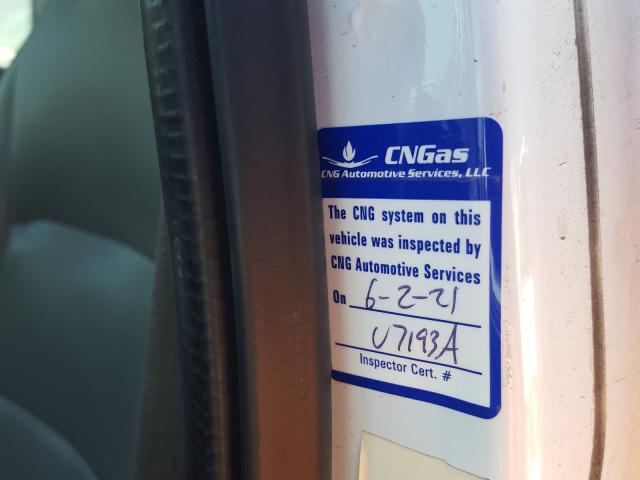 CNGas
CNG Automotive Services, LLC
The CNG system on this
vehicle was inspected by
CNG Automotive Services
On 6-2-21
U7193A
Inspector Cert. #